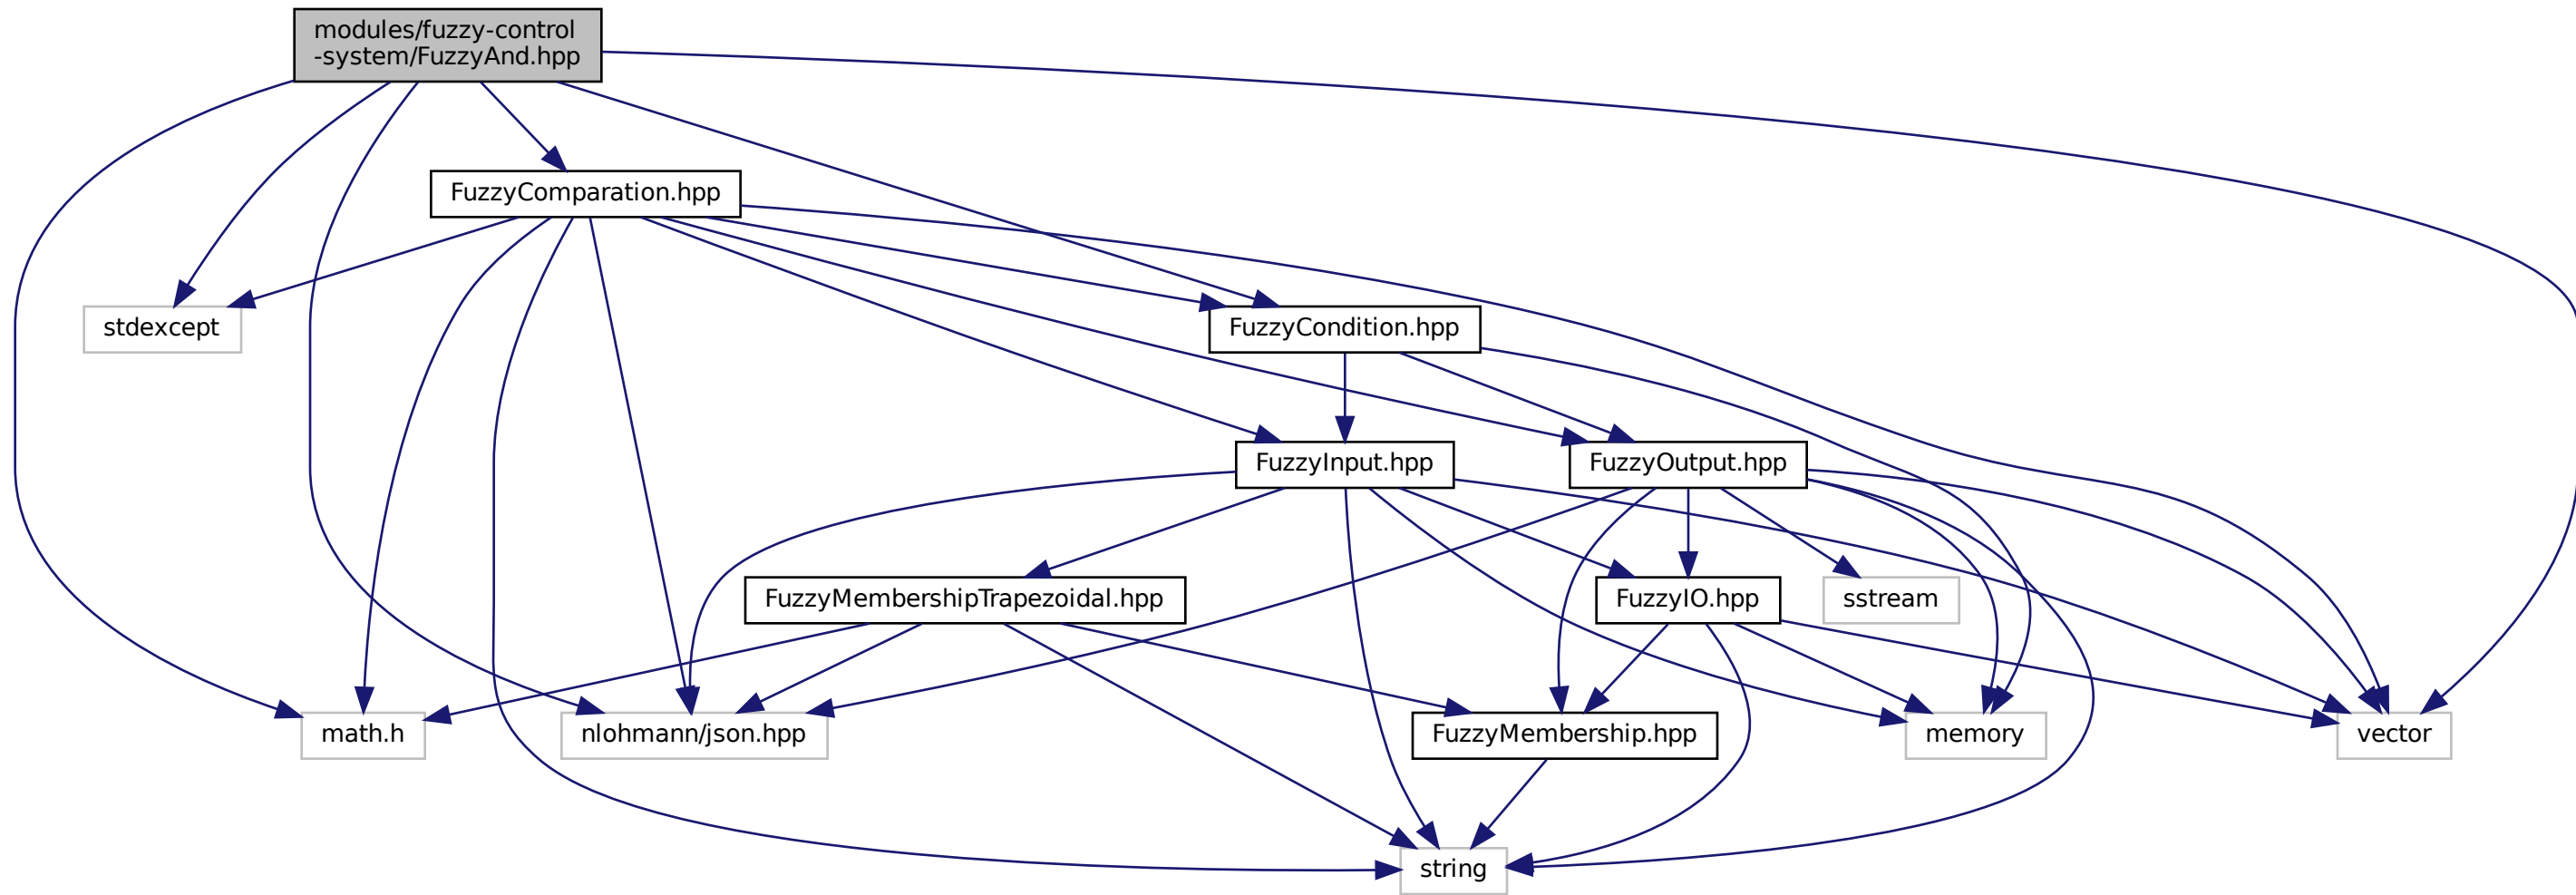 modules/fuzzy-control
-system/FuzzyAnd.hpp
FuzzyComparation.hpp
stdexcept
FuzzyCondition.hpp
FuzzyInput.hpp
FuzzyOutput.hpp
FuzzyMembershipTrapezoidal.hpp
FuzzyIO.hpp
sstream
math.h
nlohmann/json.hpp
FuzzyMembership.hpp
memory
vector
string